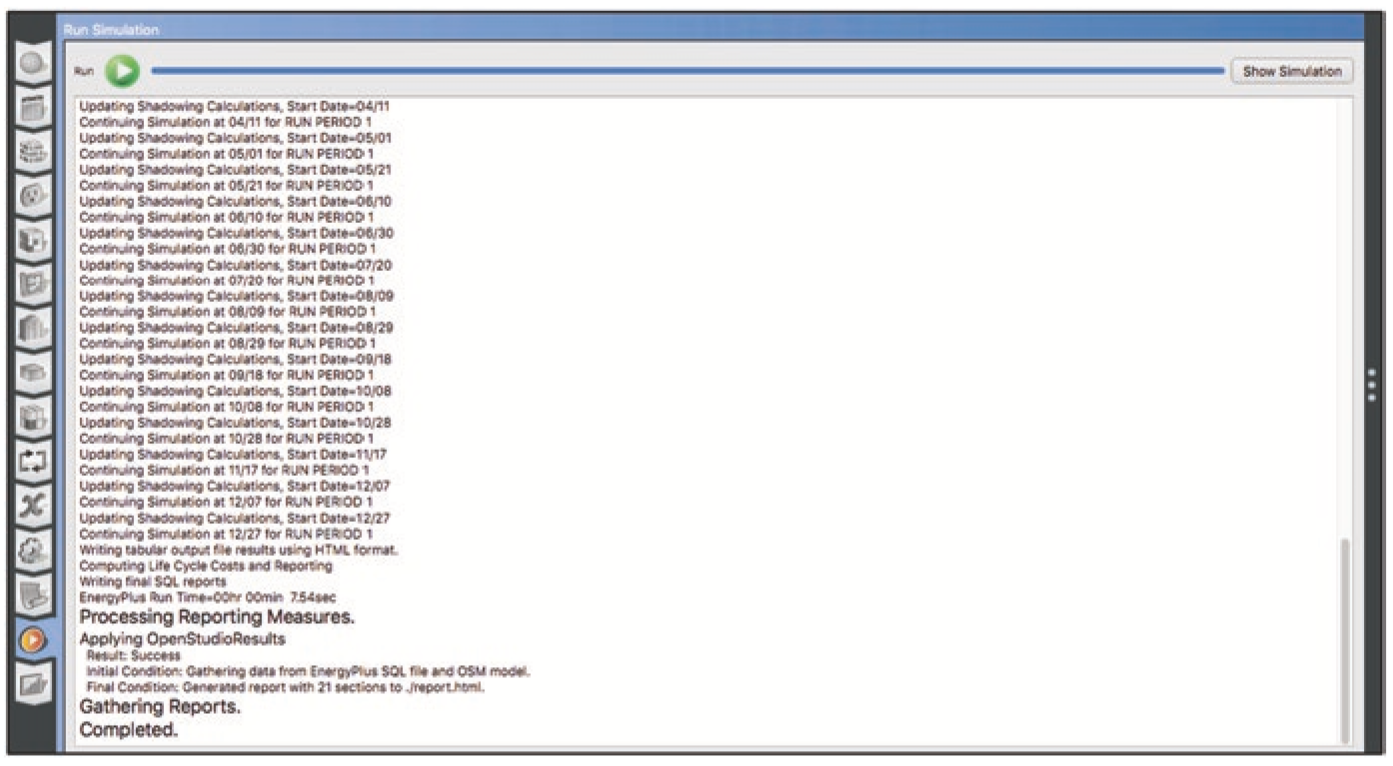 Run Simulation
Run
Show Simulation
Updating Shadowing Calculations, Start Date=04/11
Continuing Simulation at 04/11 for RUN PERIOD 1
Updating Shadowing Calculations, Start Date=05/01
Continuing Simulation at 05/01 for RUN PERIOD 1
Updating Shadowing Calculations, Start Date=05/21
Continuing Simulation at 05/21 for RUN PERIOD 1
Updating Shadowing Calculations, Start Date=06/10
Continuing Simulation at 06/10 for RUN PERIOD 1
Updating Shadowing Calculations, Start Date=06/30
Continuing Simulation at 06/30 for RUN PERIOD 1
Updating Shadowing Calculations, Start Date=07/20
Continuing Simulation at 07/20 for RUN PERIOD 1
Updating Shadowing Calculations, Start Date=08/09
Continuing Simulation at 08/09 for RUN PERIOD 1
Updating Shadowing Calculations, Start Date=08/29
Continuing Simulation at 08/29 for RUN PERIOD 1
Updating Shadowing Calculations, Start Date=09/18
Continuing Simulation at 09/18 for RUN PERIOD 1
Updating Shadowing Calculations, Start Date=10/08
Continuing Simulation at 10/08 for RUN PERIOD 1
Updating Shadowing Calculations, Start Date=10/28
Continuing Simulation at 10/28 for RUN PERIOD 1
Updating Shadowing Calculations, Start Date=11/17
Continuing Simulation at 11/17 for RUN PERIOD 1
Updating Shadowing Calculations, Start Date=12/07
Continuing Simulation at 12/07 for RUN PERIOD 1
Updating Shadowing Calculations, Start Date=12/27
Continuing Simulation at 12/27 for RUN PERIOD 1
Writing tabular output file results using HTML format.
Computing Life Cycle Costs and Reporting
Writing final SQL reports
EnergyPlus Run Time=00hr 00min 7.54sec
Processing Reporting Measures.
Applying OpenStudioResults
Result: Success
Initial Condition: Gathering data from EnergyPlus SQL file and OSM model.
Final Condition: Generated report with 21 sections to ./report.html.
Gathering Reports.
Completed.